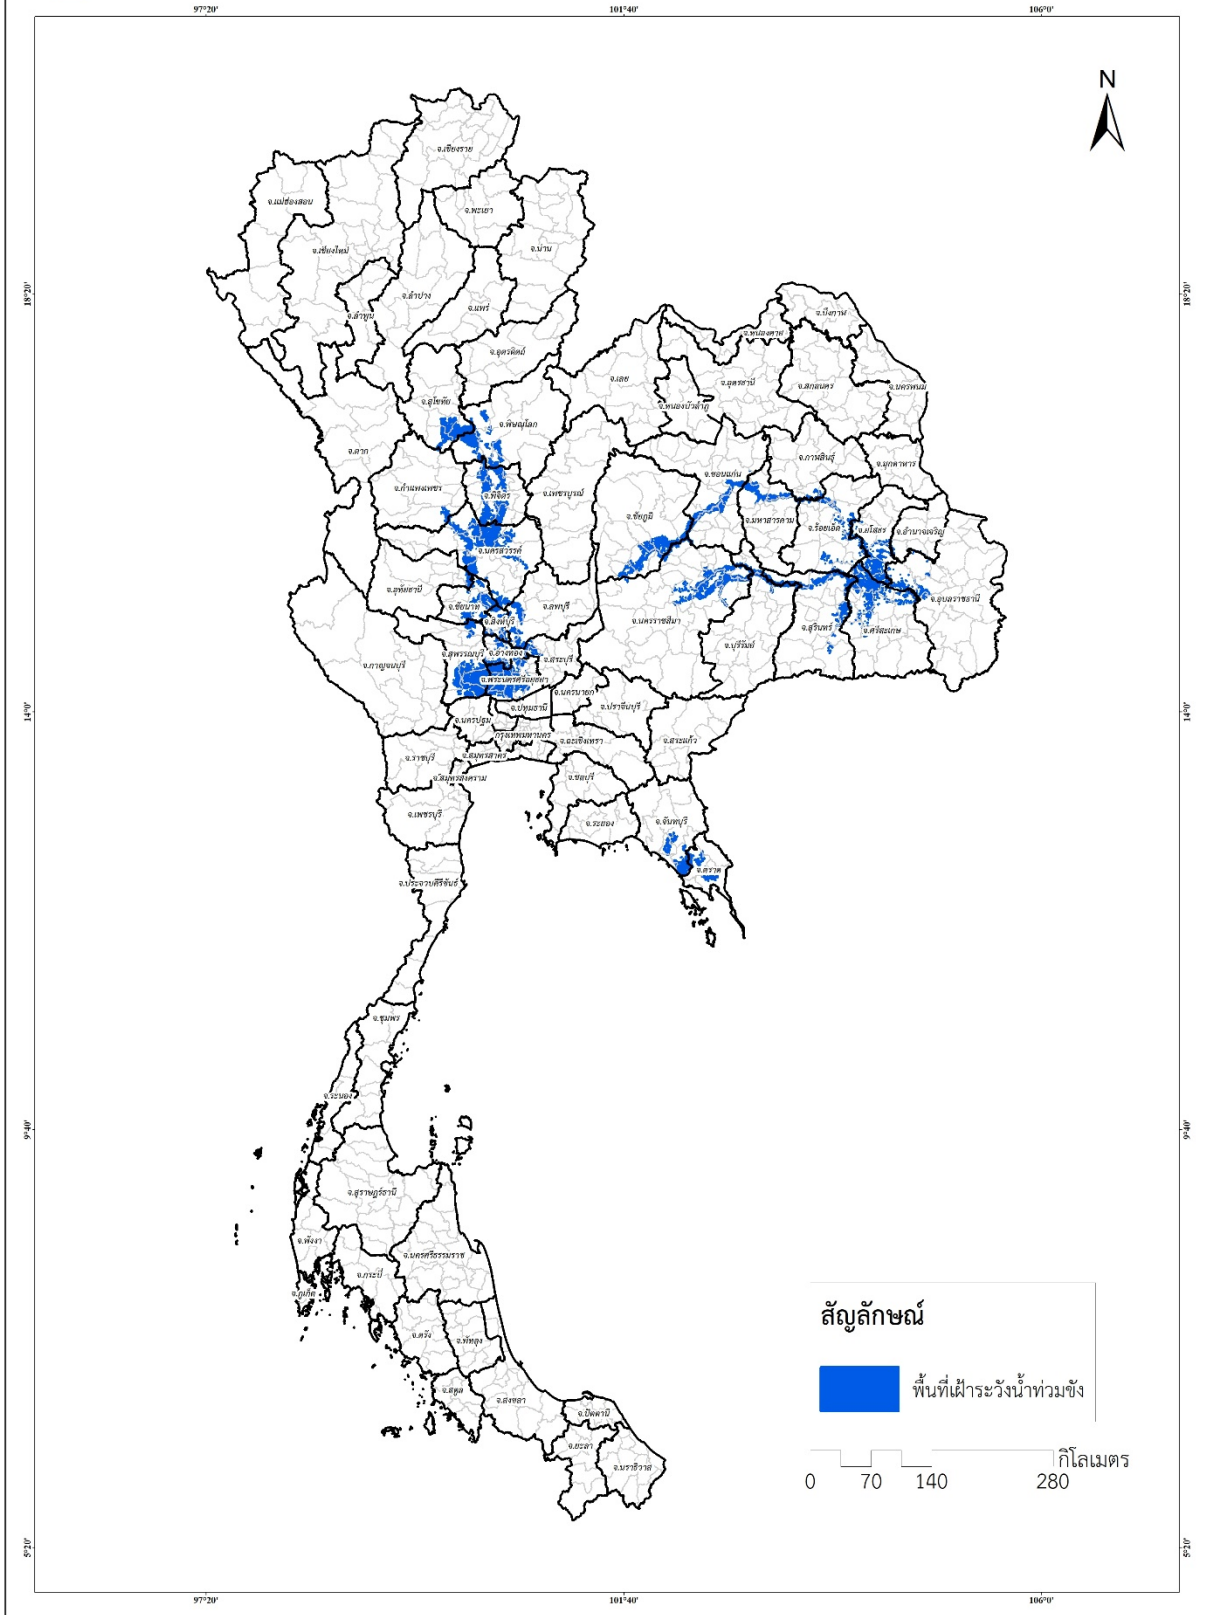 97°20'
101°40'
106°0'
N
จ.เชียงราย
จ.แม่ฮ่องสอน
จ.พะเยา
จ.เชียงใหม่
จ.น่าน
18°20'
18°20'
จ.ลำปาง
จ.แพร่
จ.ลำพูน
จ.บึงกาฬ
จ.หนองคาย
จ.อุตรดิตถ์
จ.เลย
จ.อุดรธานี
จ.สกลนคร
จ.นครพนม
จ.สุโขทัย
จ.หนองบัวลำภู
จ.พิษณุโลก
จ.ตาก
จ.ขอนแก่น
จ.กาฬสินธุ์
จ.มุกดาหาร
จ.กำแพงเพชร
จ.พิจิตร
จ.เพชรบูรณ์
จ.ชัยภูมิ
จ.มหาสารคาม
จ.ร้อยเอ็ด
จ.ยโสธร
จ.อำนาจเจริญ
จ.นครสวรรค์
จ.อุทัยธานี
จ.ชัยนาท
จ.ลพบุรี
จ.อุบลราชธานี
จ.สิงห์บุรี
จ.นครราชสีมา
จ.สุรินทร์
จ.ศรีสะเกษ
จ.บุรีรัมย์
จ.กาญจนบุรี
จ.สุพรรณบุรี
จ.อ่างทอง
จ.สระบุรี
จ.พระนครศรีอยุธยา
จ.นครนายก
14°0'
14°0'
จ.ปทุมธานี
จ.ปราจีนบุรี
จ.นครปฐม
กรุงเทพมหานคร
จ.ฉะเชิงเทรา
จ.สระแก้ว
จ.ราชบุรี
จ.สมุทรสาคร
จ.สมุทรสงคราม
จ.ชลบุรี
จ.เพชรบุรี
จ.ระยอง
จ.จันทบุรี
จ.ตราด
จ.ประจวบคีรีขันธ์
จ.ชุมพร
จ.ระนอง
9°40'
9°40'
จ.สุราษฎร์ธานี
จ.พังงา
จ.นครศรีธรรมราช
จ.กระบี่
จ.ภูเก็ต
จ.ตรัง
จ.พัทลุง
จ.สตูล
จ.สงขลา
จ.ปัตตานี
จ.ยะลา
จ.นราธิวาส
สัญลักษณ์
พื้นที่เฝ้าระวังน้ำท่วมขัง
กิโลเมตร
0 70 140 280
5°20'
5°20'
97°20'
101°40'
106°0'